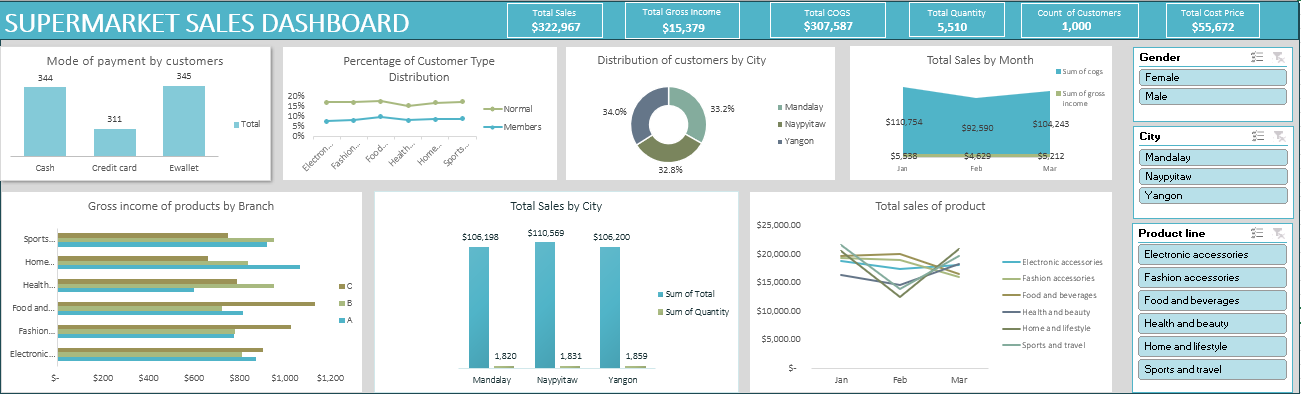 SUPERMARKET SALES DASHBOARD
Total Sales
$322,967
Total Gross Income
$15,379
Total COGS
$307,587
Total Quantity
5,510
Count of Customers
1,000
Total Cost Price
$55,672
Mode of payment by customers
344
311
345
Total
Cash
Credit card
Ewallet
Percentage of Customer Type
Distribution
20%
15%
10%
5%
0%
Normal
Members
Electron...
Fashion...
Food...
Health...
Home...
Sports...
Distribution of customers by City
34.0%
33.2%
32.8%
Mandalay
Naypyitaw
Yangon
Total Sales by Month
Sum of cogs
Sum of gross
income
$110,754
$92,590
$104,243
$5,538
$4,629
$5,212
Jan
Feb
Mar
Gender
Female
Male
City
Mandalay
Naypyitaw
Yangon
Product line
Electronic accessories
Fashion accessories
Food and beverages
Health and beauty
Home and lifestyle
Sports and travel
Gross income of products by Branch
Sports...
Home...
Health...
Food and...
Fashion...
Electronic...
C
B
A
$-
$200
$400
$600
$800
$1,000
$1,200
Total Sales by City
$106,198
$110,569
$106,200
1,820
1,831
1,859
Mandalay
Naypyitaw
Yangon
Sum of Total
Sum of Quantity
Total sales of product
$25,000.00
$20,000.00
$15,000.00
$10,000.00
$5,000.00
$-
Jan
Feb
Mar
Electronic accessories
Fashion accessories
Food and beverages
Health and beauty
Home and lifestyle
Sports and travel